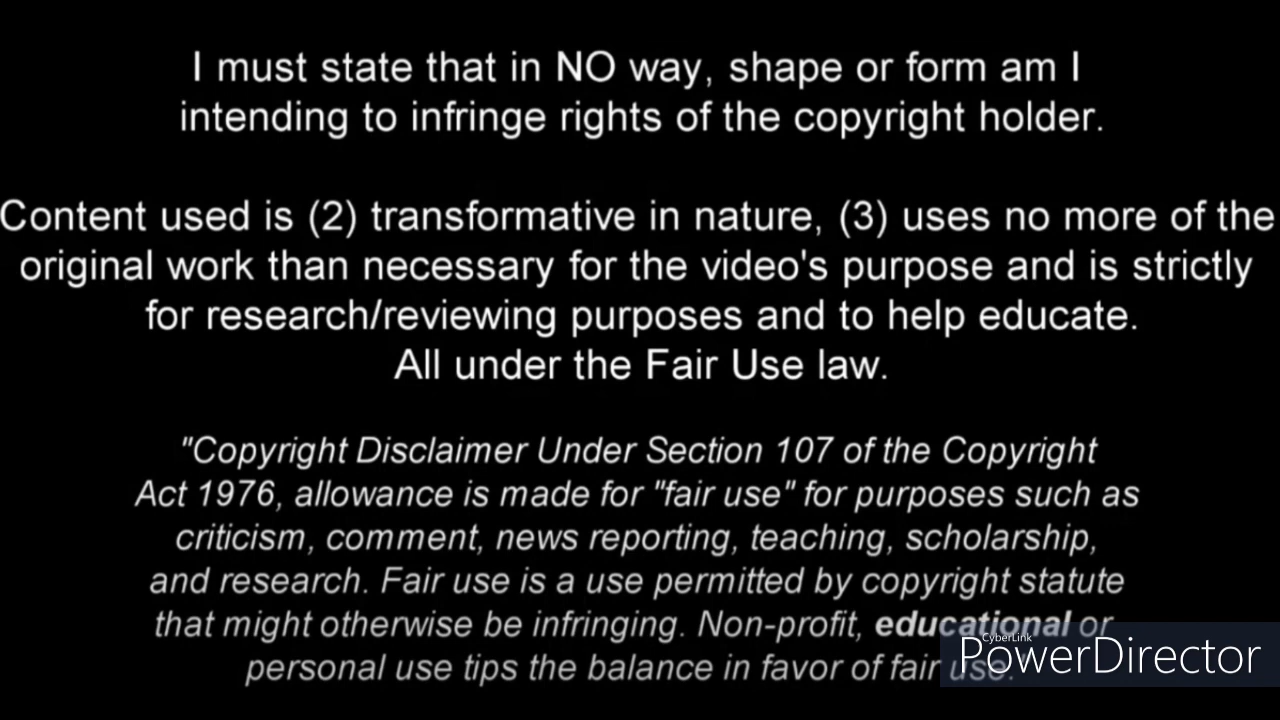 I must state that in NO way, shape or form am I
intending to infringe rights of the copyright holder.
Content used is (2) transformative in nature, (3) uses no more of the
original work than necessary for the video's purpose and is strictly
for research/reviewing purposes and to help educate.
All under the Fair Use law.
"Copyright Disclaimer Under Section 107 of the Copyright
Act 1976, allowance is made for "fair use" for purposes such as
criticism, comment, news reporting, teaching, scholarship,
and research. Fair use is a use permitted by copyright statute
that might otherwise be infringing. Non-profit, educational or
personal use tips the balance in favor of fair use."
CyberLink
PowerDirector